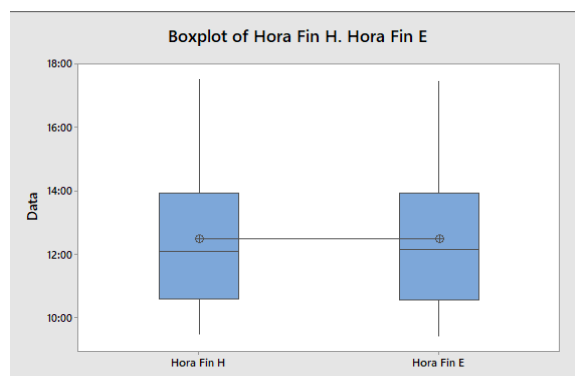 Boxplot of Hora Fin H. Hora Fin E
18:00
16:00
14:00
12:00
10:00
Data
Hora Fin H
Hora Fin E